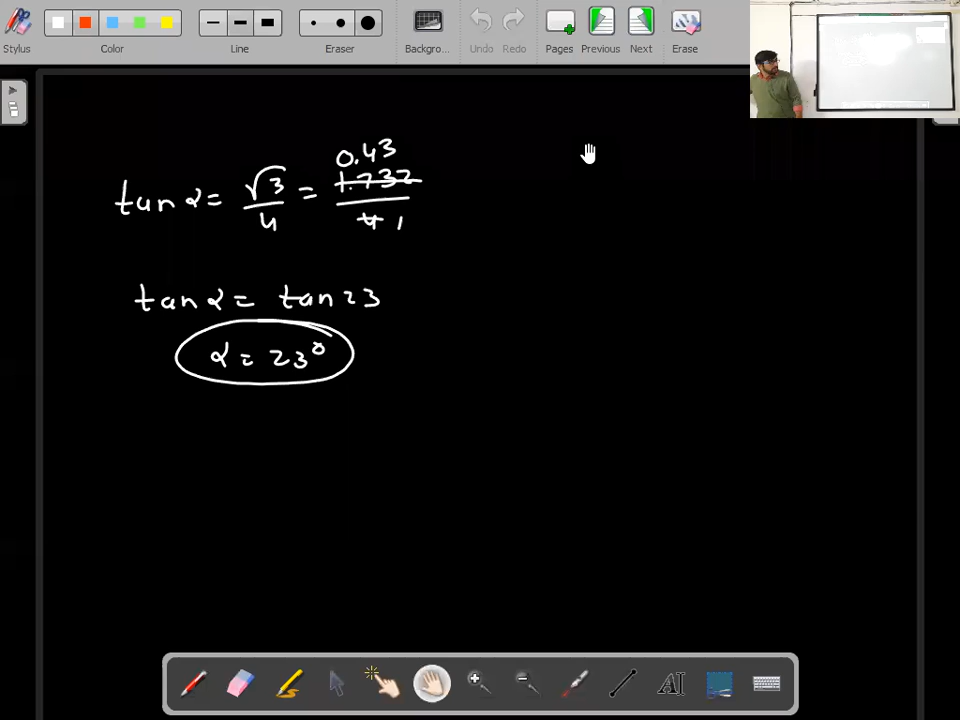 Stylus Color Line Eraser Backgro... Undo Redo Pages Previous Next Erase
0.43
tan α = √3/4 = 1.732/4 1
tan α = tan 23
α = 23°